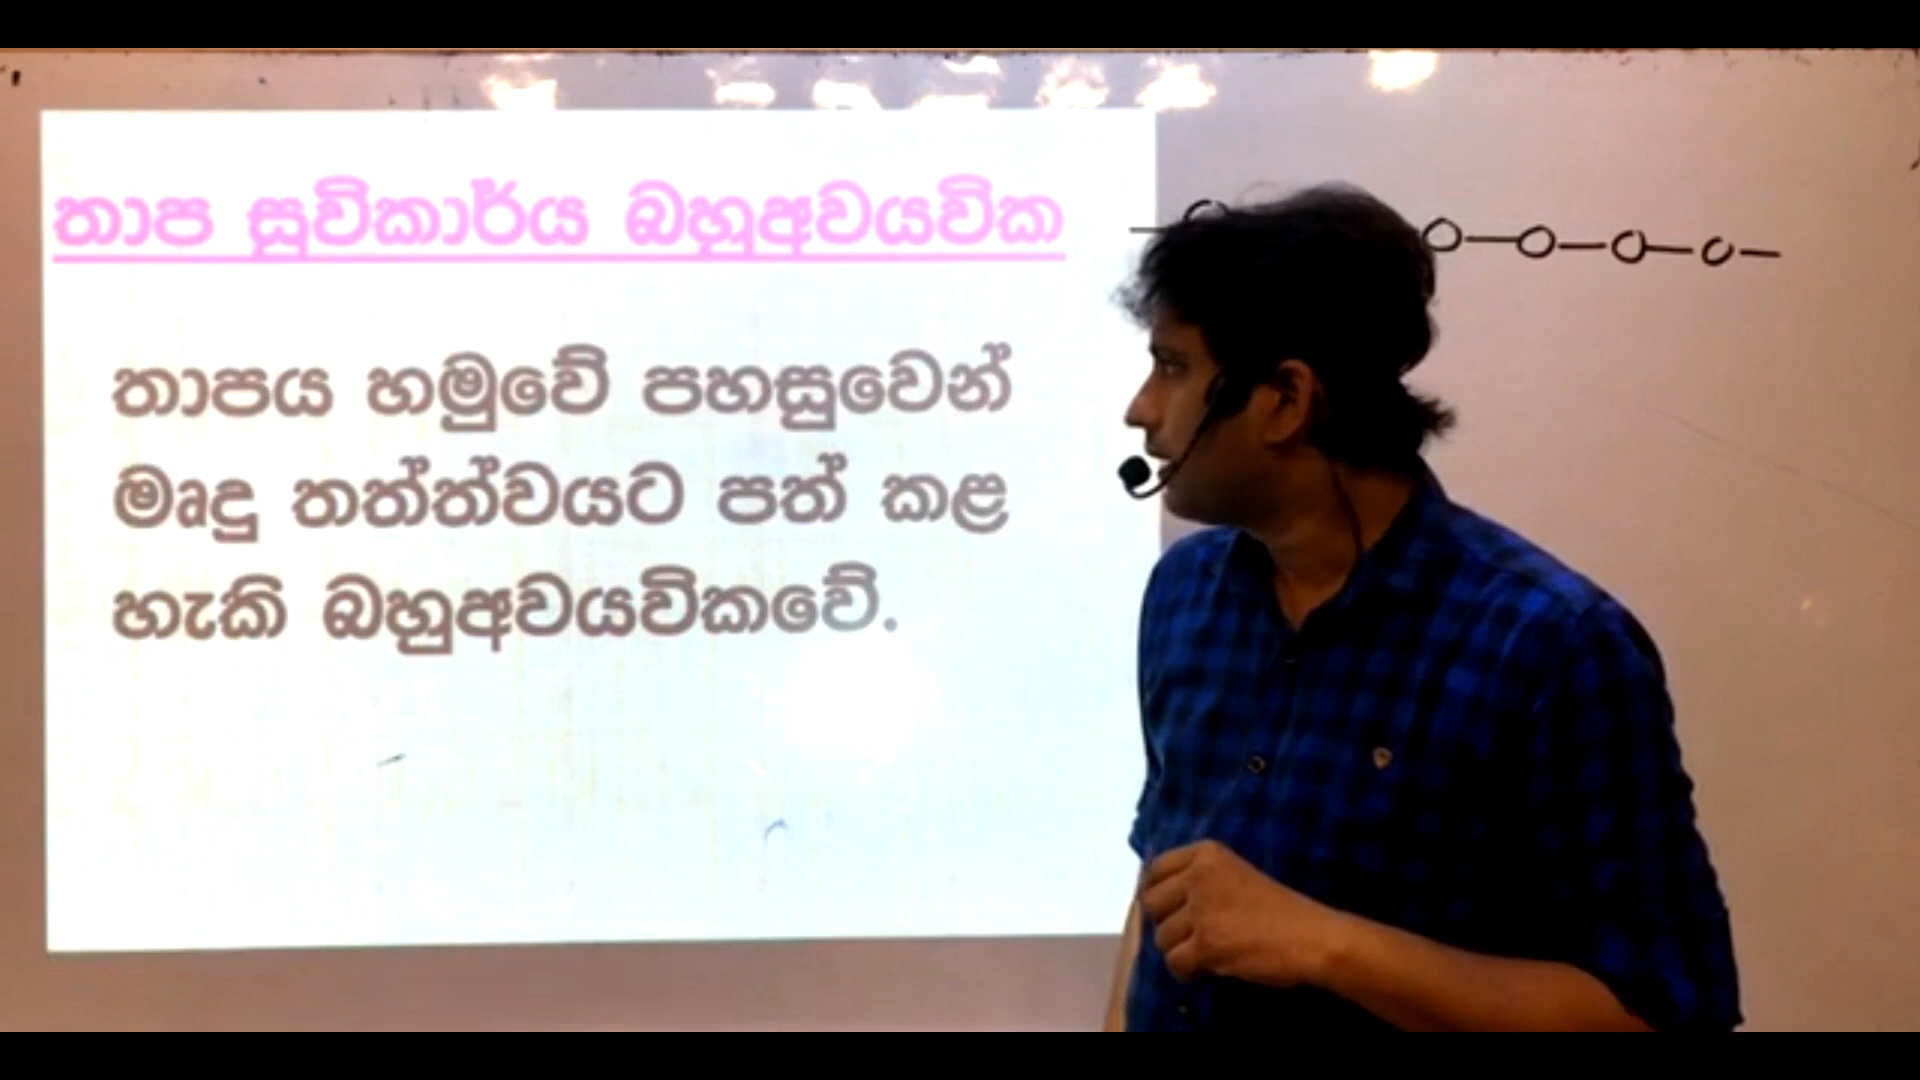 තාප සුවිකාර්ය බහුඅවයවික
තාපය හමුවේ පහසුවෙන්
මෘදු තත්ත්වයට පත් කළ
හැකි බහුඅවයවිකවේ.